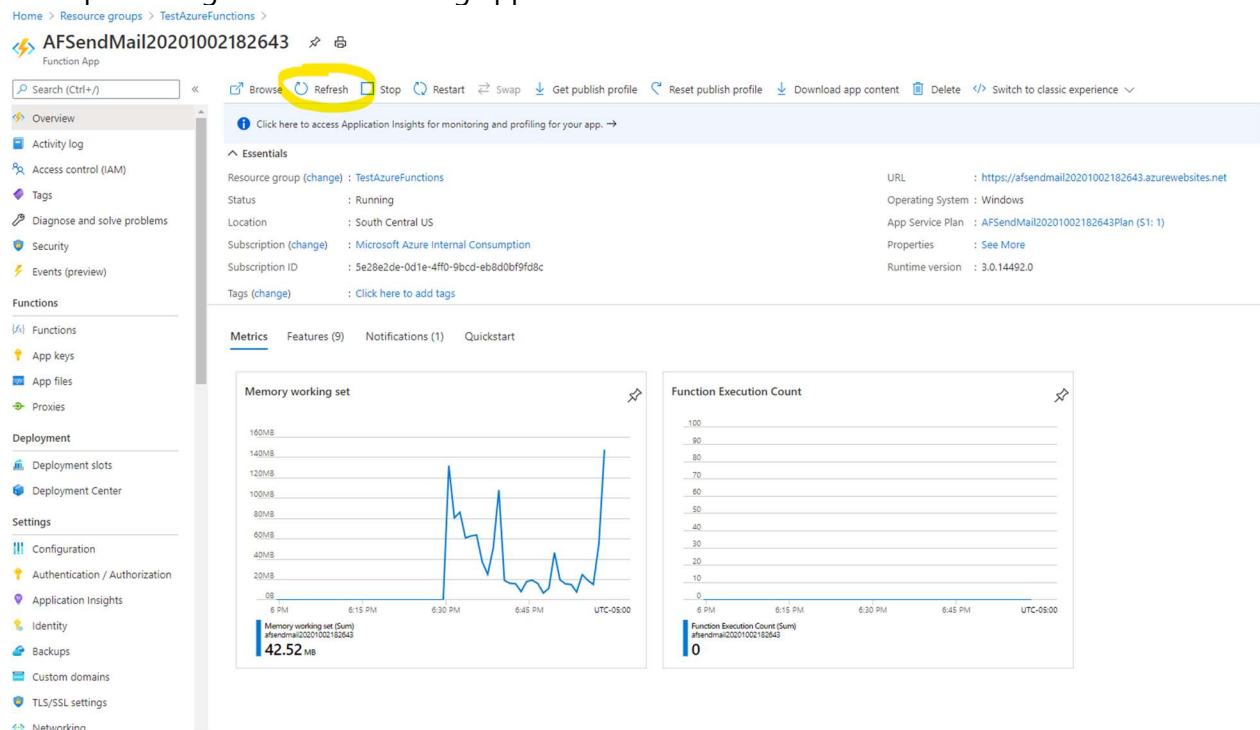 Home > Resource groups > TestAzureFunctions >
AFSendMail20201002182643
Function App
Search (Ctrl+/)
«
Browse Refresh Stop Restart Swap Get publish profile Reset publish profile Download app content Delete Switch to classic experience
Overview
Activity log
Access control (IAM)
Tags
Diagnose and solve problems
Security
Events (preview)
Functions
Functions
App keys
App files
Proxies
Deployment
Deployment slots
Deployment Center
Settings
Configuration
Authentication / Authorization
Application Insights
Identity
Backups
Custom domains
TLS/SSL settings
Networking
Click here to access Application Insights for monitoring and profiling for your app. →
Essentials
Resource group (change) : TestAzureFunctions
Status : Running
Location : South Central US
Subscription (change) : Microsoft Azure Internal Consumption
Subscription ID : 5e28e2de-0d1e-4ff0-9bcd-eb8d0bf9fd8c
Tags (change) : Click here to add tags
URL : https://afsendmail20201002182643.azurewebsites.net
Operating System : Windows
App Service Plan : AFSendMail20201002182643Plan (S1: 1)
Properties : See More
Runtime version : 3.0.14492.0
Metrics Features (9) Notifications (1) Quickstart
Memory working set
160MB
140MB
120MB
100MB
80MB
60MB
40MB
20MB
0B
6 PM 6:15 PM 6:30 PM 6:45 PM UTC-05:00
Memory working set (Sum)
afsendmail20201002182643
42.52 MB
Function Execution Count
100
90
80
70
60
50
40
30
20
10
0
6 PM 6:15 PM 6:30 PM 6:45 PM UTC-05:00
Function Execution Count (Sum)
afsendmail20201002182643
0